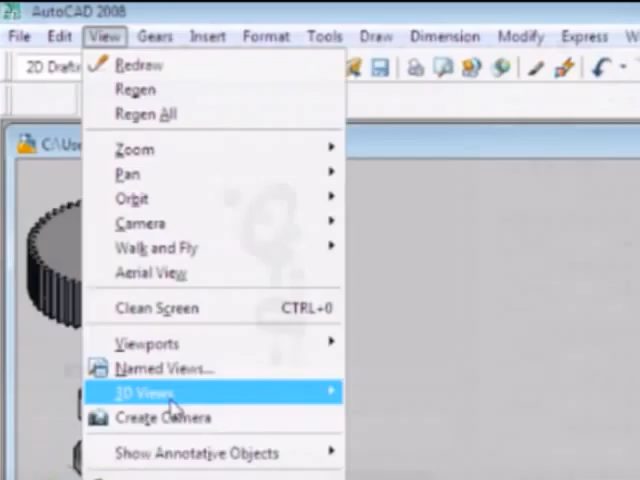 AutoCAD 2008
File Edit View Gears Insert Format Tools Draw Dimension Modify Express
2D
Redraw
Regen
Regen All
C:\Use
Zoom
Pan
Orbit
Camera
Walk and Fly
Aerial View
Clean Screen CTRL+0
Viewports
Named Views...
3D Views
Create Camera
Show Annotative Objects